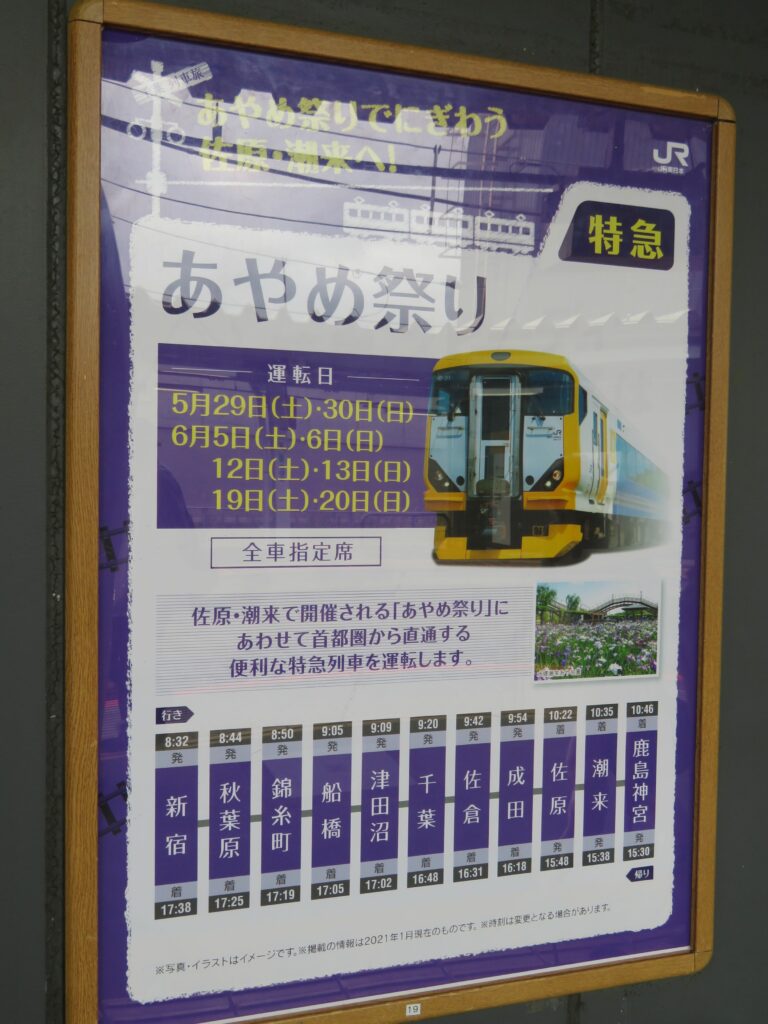 列車旅
あやめ祭りでにぎわう
佐原・潮来へ!
JR
JR東日本
特急
あやめ祭り
運転日
5月29日(土)・30日(日)
6月5日(土)・6日(日)
12日(土)・13日(日)
19日(土)・20日(日)
全車指定席
佐原・潮来で開催される「あやめ祭り」に
あわせて首都圏から直通する
便利な特急列車を運転します。
行き
8:32 8:44 8:50 9:05 9:09 9:20 9:42 9:54 10:22 10:35 10:46
発 発 発 発 発 発 発 発 着 着 着
新宿 秋葉原 錦糸町 船橋 津田沼 千葉 佐倉 成田 佐原 潮来 鹿島神宮
着 着 着 着 着 着 着 着 発 発 発
17:38 17:25 17:19 17:05 17:02 16:48 16:31 16:18 15:48 15:38 15:30
帰り
※写真・イラストはイメージです。※掲載の情報は2021年1月現在のものです。※時刻は変更となる場合があります。
19